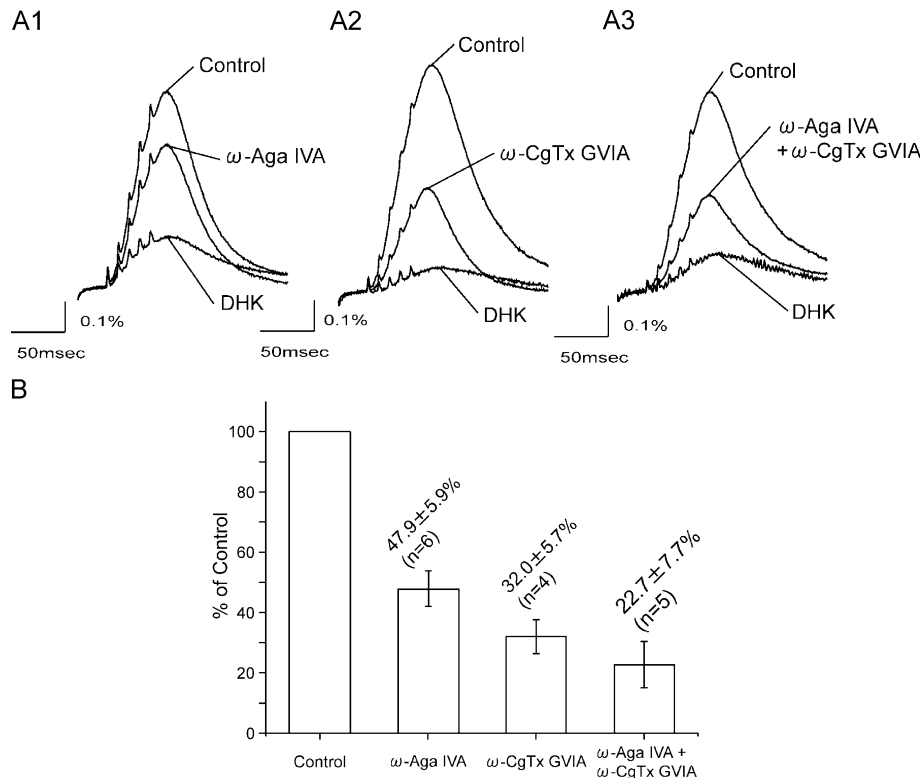 A1
Control
ω-Aga IVA
DHK
0.1%
50msec
A2
Control
ω-CgTx GVIA
DHK
0.1%
50msec
A3
Control
ω-Aga IVA
+ω-CgTx GVIA
DHK
0.1%
50msec
B
% of Control
100
80
60
40
20
0
47.9±5.9%
(n=6)
32.0±5.7%
(n=4)
22.7±7.7%
(n=5)
Control
ω-Aga IVA
ω-CgTx GVIA
ω-Aga IVA +
ω-CgTx GVIA